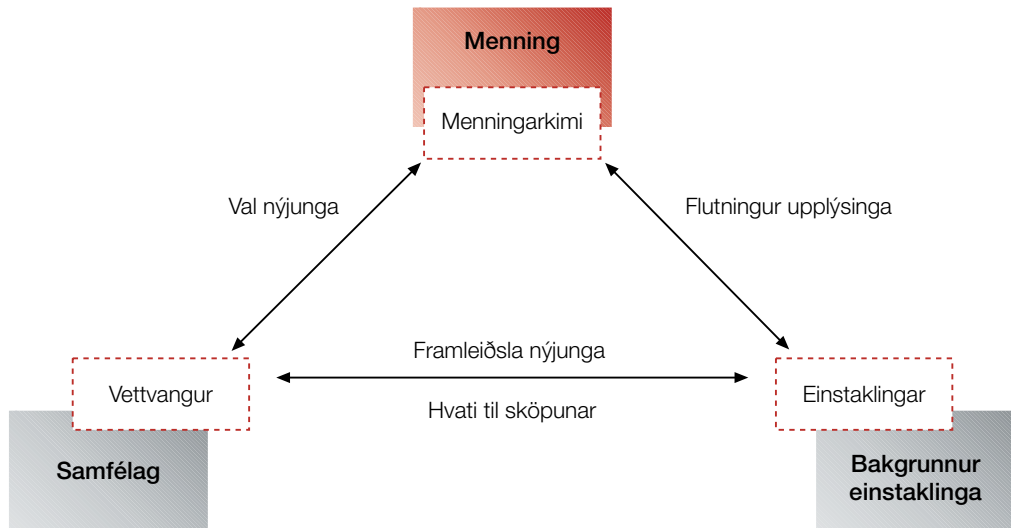 Menning
Menningarkimi
Val nýjunga
Flutningur upplýsinga
Framleiðsla nýjunga
Vettvangur
Einstaklingar
Hvati til sköpunar
Samfélag
Bakgrunnur
einstaklinga